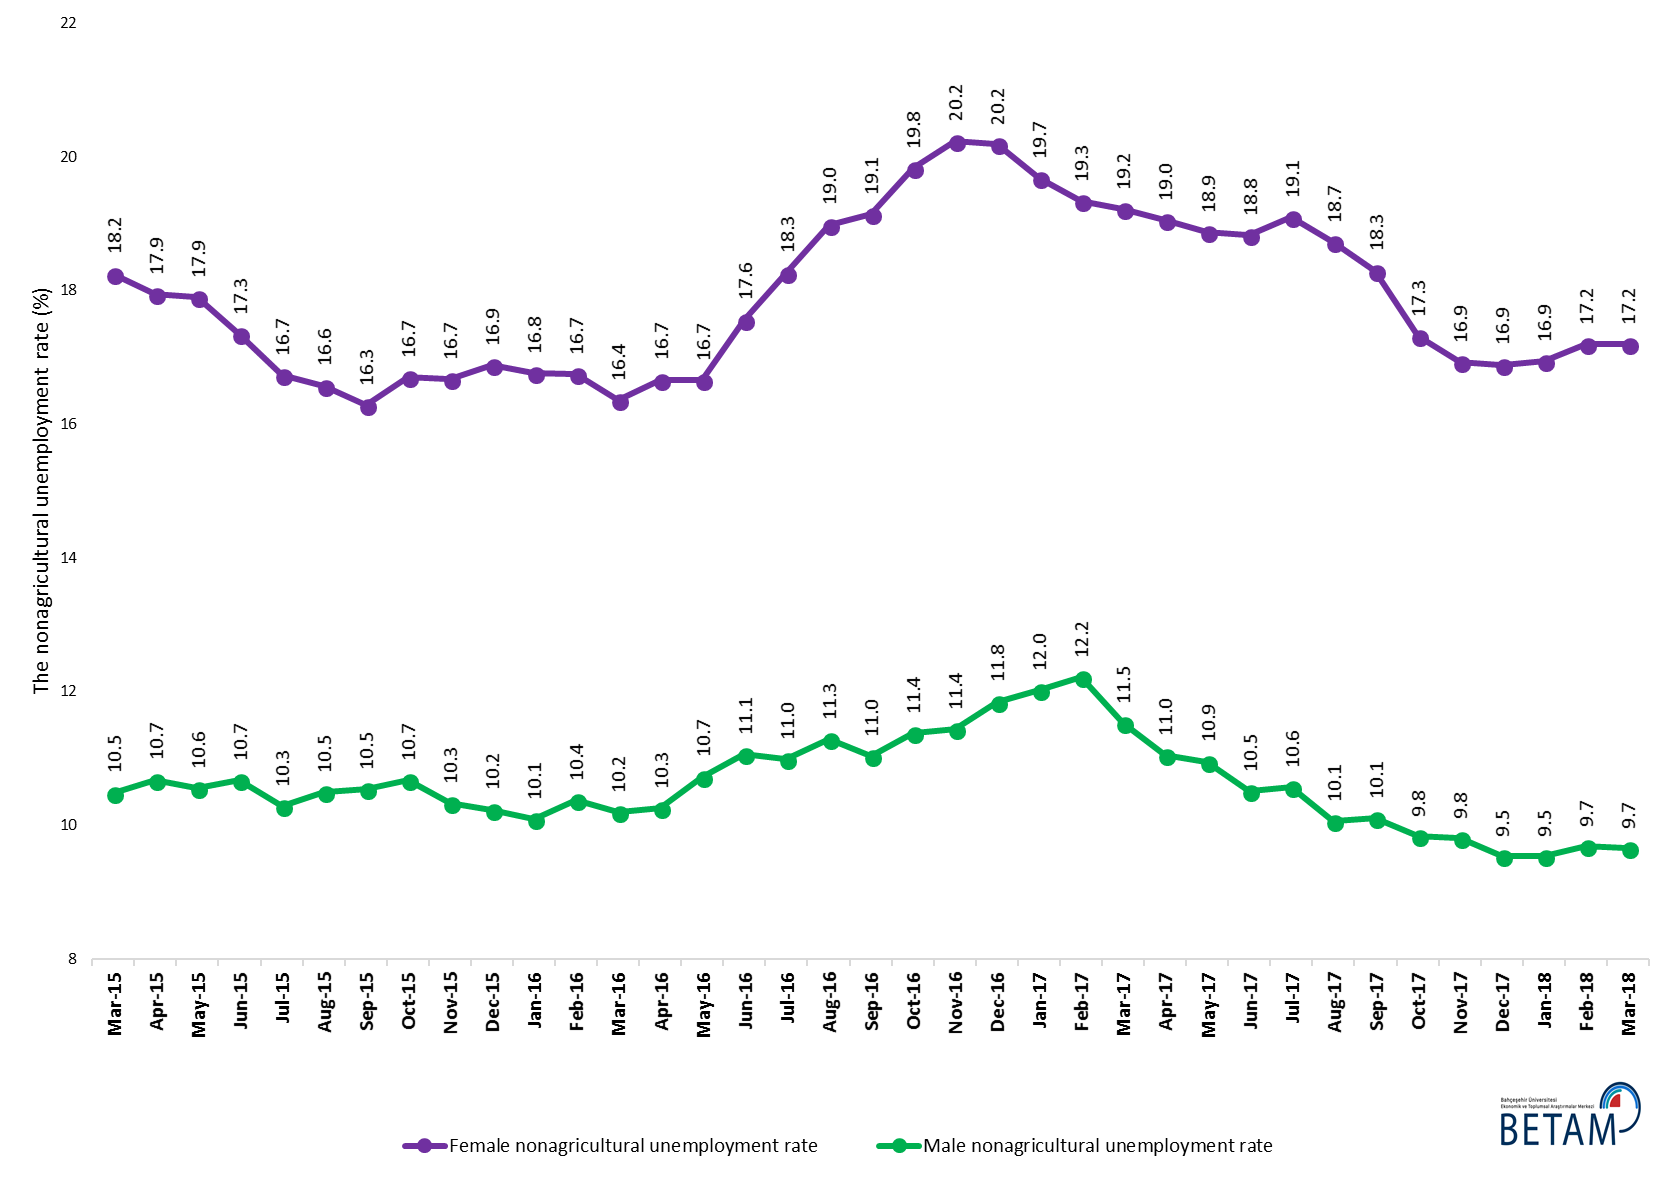 22
20
18
16
14
12
10
8
The nonagricultural unemployment rate (%)
18.2 17.9 17.9 17.3 16.7 16.6 16.3 16.7 16.7 16.9 16.8 16.7 16.4 16.7 16.7 17.6 18.3 19.0 19.1 19.8 20.2 20.2 19.7 19.3 19.2 19.0 18.9 18.8 19.1 18.7 18.3 17.3 16.9 16.9 16.9 17.2 17.2
10.5 10.7 10.6 10.7 10.3 10.5 10.5 10.7 10.3 10.2 10.1 10.4 10.2 10.3 10.7 11.1 11.0 11.3 11.0 11.4 11.4 11.8 12.0 12.2 11.5 11.0 10.9 10.5 10.6 10.1 10.1 9.8 9.8 9.5 9.5 9.7 9.7
Mar-15 Apr-15 May-15 Jun-15 Jul-15 Aug-15 Sep-15 Oct-15 Nov-15 Dec-15 Jan-16 Feb-16 Mar-16 Apr-16 May-16 Jun-16 Jul-16 Aug-16 Sep-16 Oct-16 Nov-16 Dec-16 Jan-17 Feb-17 Mar-17 Apr-17 May-17 Jun-17 Jul-17 Aug-17 Sep-17 Oct-17 Nov-17 Dec-17 Jan-18 Feb-18 Mar-18
Bahçeşehir Üniversitesi
Ekonomik ve Toplumsal Araştırmalar Merkezi
BETAM
Female nonagricultural unemployment rate
Male nonagricultural unemployment rate